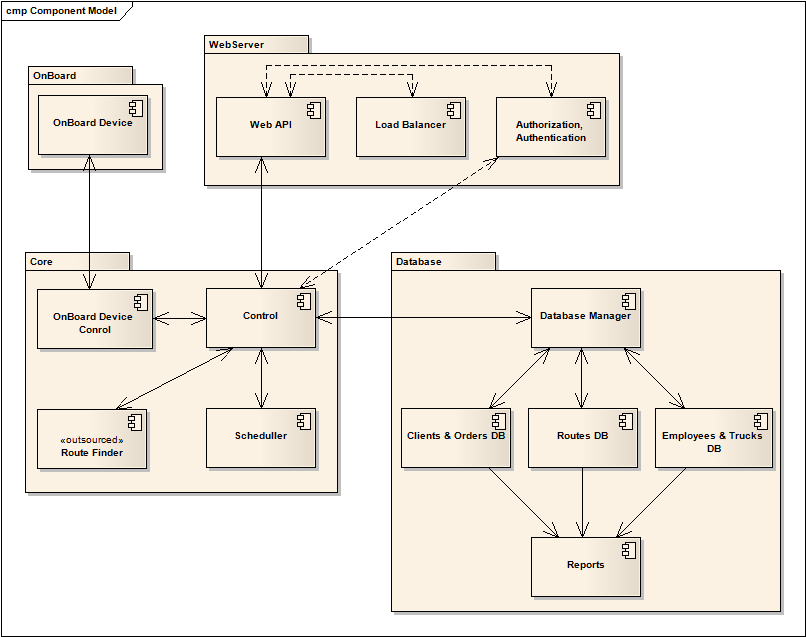 cmp Component Model
WebServer
OnBoard
OnBoard Device
Web API
Load Balancer
Authorization,
Authentication
Core
Database
OnBoard Device
Conrol
Control
Database Manager
«outsourced»
Route Finder
Scheduller
Clients & Orders DB
Routes DB
Employees & Trucks
DB
Reports